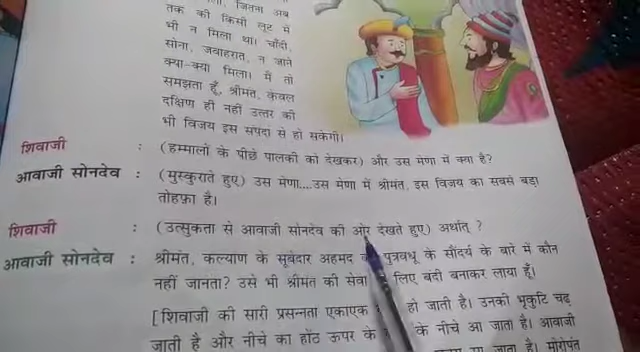 जितना अब
तक की किसी लूट में
भी न मिला था। चाँदी,
सोना, जवाहरात, न जाने
क्या-क्या मिला। मैं तो
समझता हूँ, श्रीमंत, केवल
दक्षिण ही नहीं उत्तर की
भी विजय इस संपदा से हो सकेगी।
शिवाजी : (हम्मालों के पीछे पालकी को देखकर) और उस मेणा में क्या है?
आवाजी सोनदेव : (मुस्कुराते हुए) उस मेणा....उस मेणा में श्रीमंत, इस विजय का सबसे बड़ा
तोहफ़ा है।
शिवाजी : (उत्सुकता से आवाजी सोनदेव की ओर देखते हुए) अर्थात् ?
आवाजी सोनदेव : श्रीमंत, कल्याण के सूबेदार अहमद की पुत्रवधू के सौंदर्य के बारे में कौन
नहीं जानता? उसे भी श्रीमंत की सेवा लिए बंदी बनाकर लाया हूँ।
[शिवाजी की सारी प्रसन्नता एकाएक हो जाती है। उनकी भृकुटि चढ़
जाती है और नीचे का होंठ ऊपर के के नीचे आ जाता है। आवाजी
जाता है। मोरोपंत